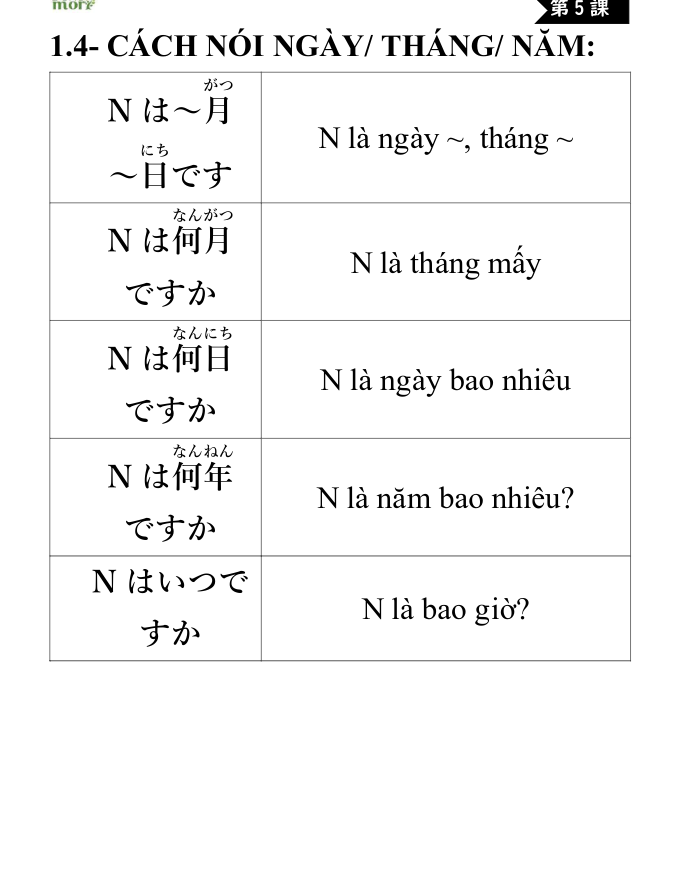 mori
第5課
1.4- CÁCH NÓI NGÀY/ THÁNG/ NĂM:
がつ
N は～月
にち
～日です
N là ngày ~, tháng ~
なんがつ
N は何月
ですか
N là tháng mấy
なんにち
N は何日
ですか
N là ngày bao nhiêu
なんねん
N は何年
ですか
N là năm bao nhiêu?
N はいつで
すか
N là bao giờ?